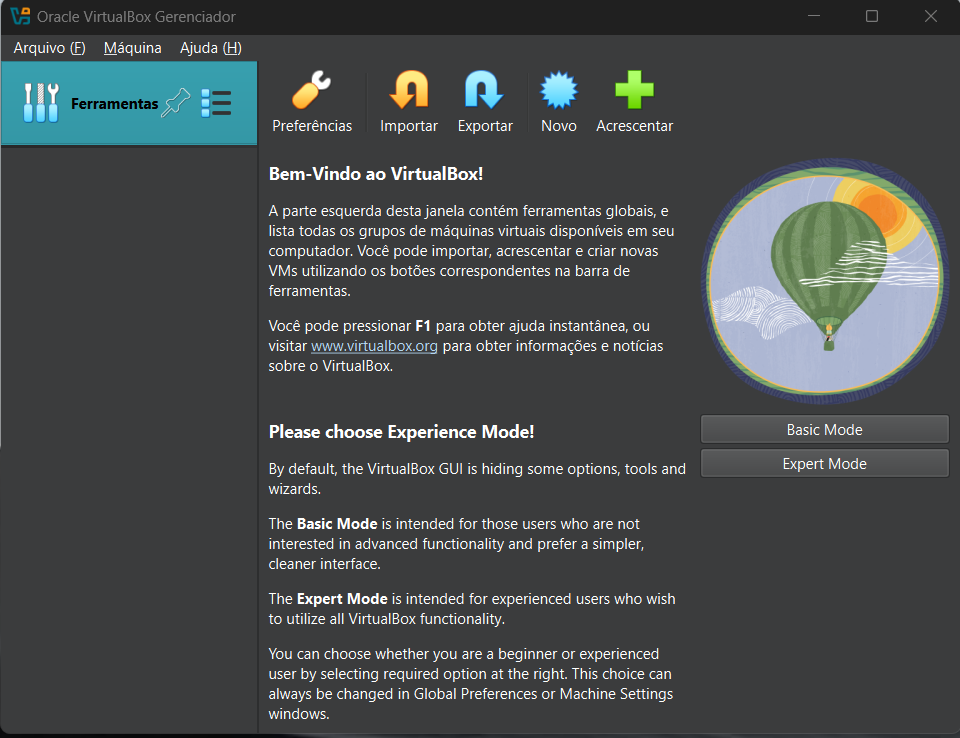 Oracle VirtualBox Gerenciador
Arquivo (F) Máquina Ajuda (H)
Ferramentas
Preferências Importar Exportar Novo Acrescentar
Bem-Vindo ao VirtualBox!
A parte esquerda desta janela contém ferramentas globais, e
lista todas os grupos de máquinas virtuais disponíveis em seu
computador. Você pode importar, acrescentar e criar novas
VMs utilizando os botões correspondentes na barra de
ferramentas.
Você pode pressionar F1 para obter ajuda instantânea, ou
visitar www.virtualbox.org para obter informações e notícias
sobre o VirtualBox.
Please choose Experience Mode!
By default, the VirtualBox GUI is hiding some options, tools and
wizards.
The Basic Mode is intended for those users who are not
interested in advanced functionality and prefer a simpler,
cleaner interface.
The Expert Mode is intended for experienced users who wish
to utilize all VirtualBox functionality.
You can choose whether you are a beginner or experienced
user by selecting required option at the right. This choice can
always be changed in Global Preferences or Machine Settings
windows.
Basic Mode
Expert Mode